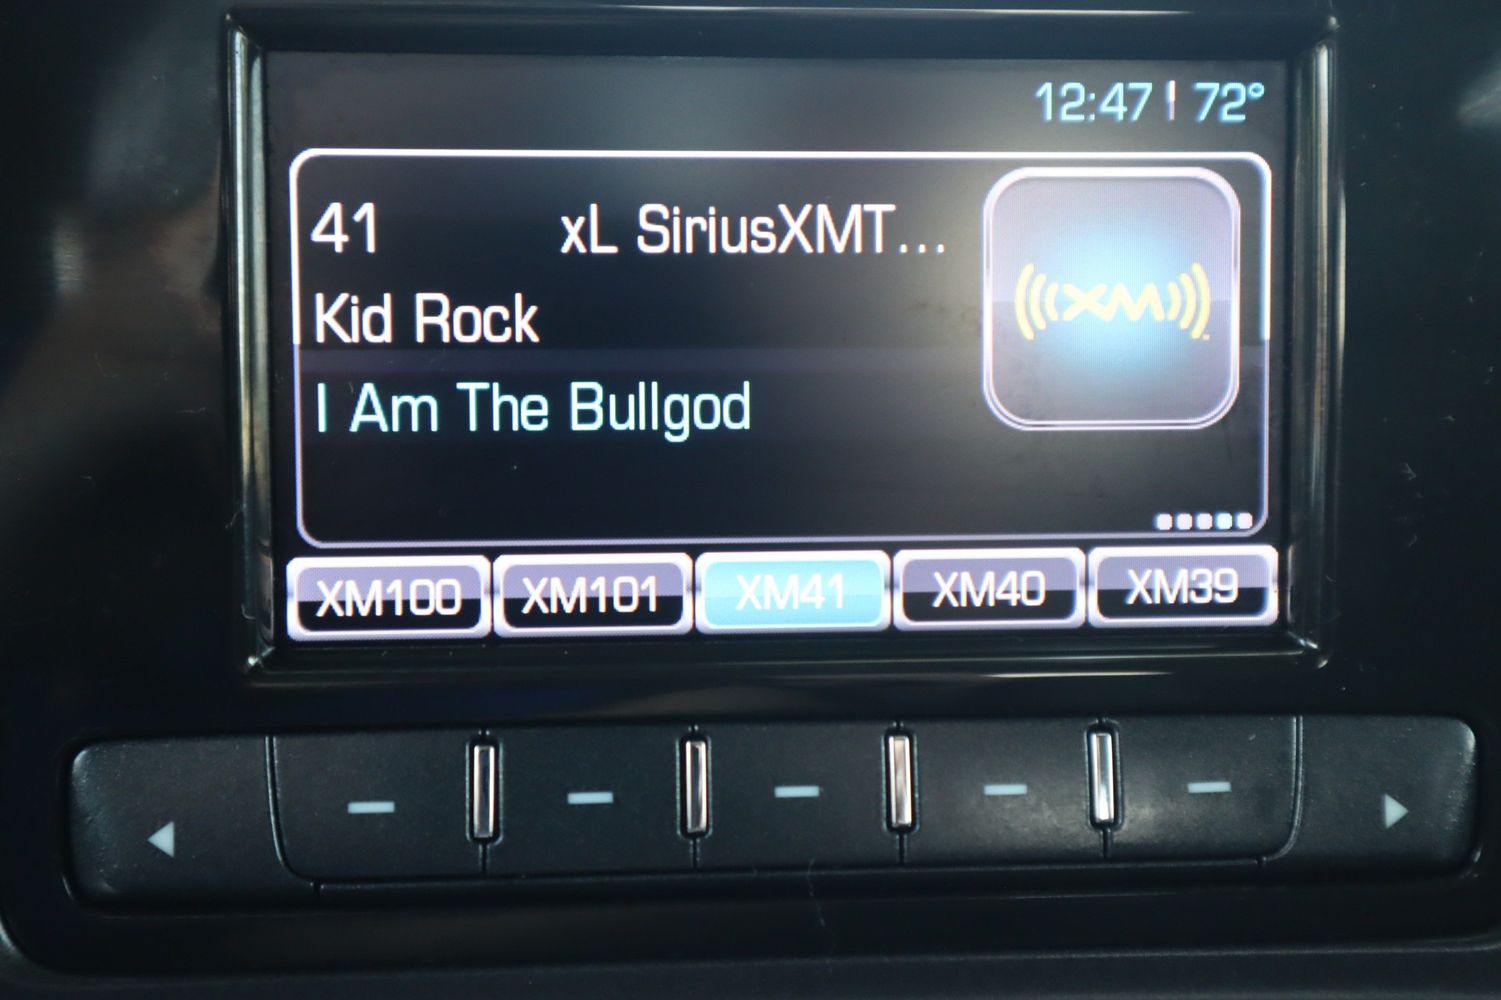 12:47 | 72°
41 xL SiriusXMT...
Kid Rock
I Am The Bullgod
((XM))
XM100 XM101 XM41 XM40 XM39